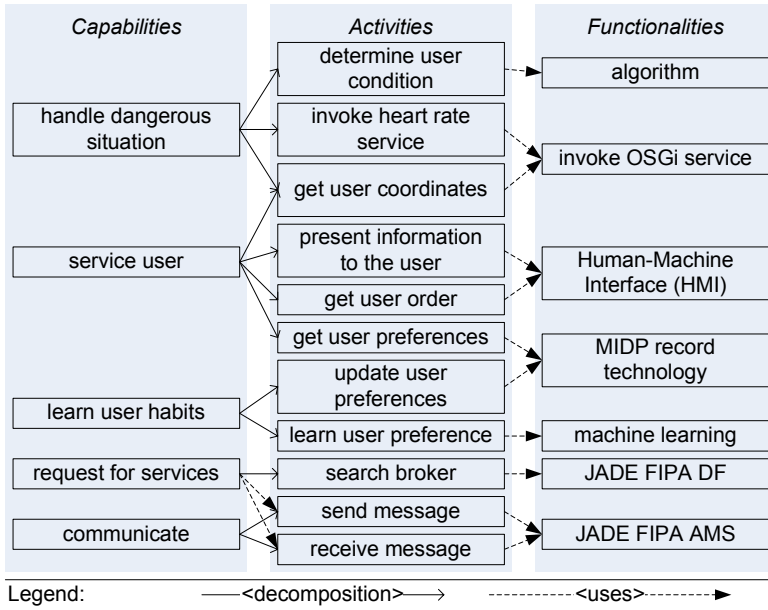 Capabilities
Activities
Functionalities
handle dangerous
situation
service user
learn user habits
request for services
communicate
determine user
condition
invoke heart rate
service
get user coordinates
present information
to the user
get user order
get user preferences
update user
preferences
learn user preference
search broker
send message
receive message
algorithm
invoke OSGi service
Human-Machine
Interface (HMI)
MIDP record
technology
machine learning
JADE FIPA DF
JADE FIPA AMS
Legend: <decomposition> <uses>